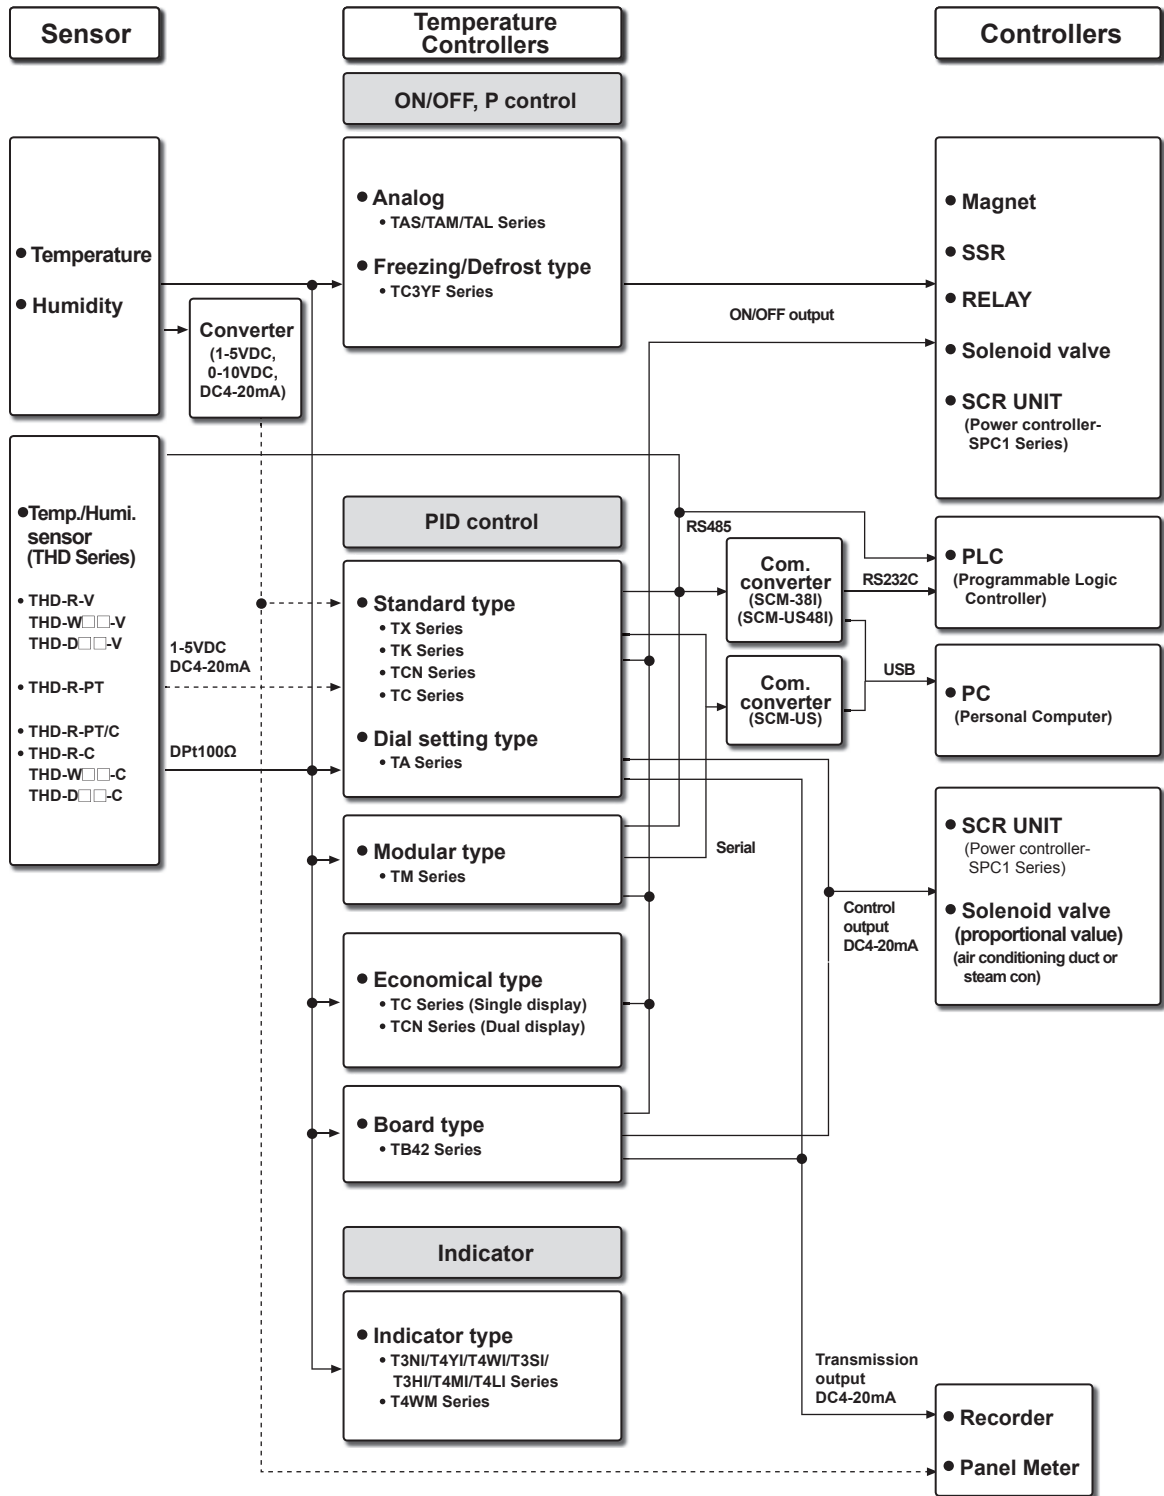 Sensor
Temperature
Controllers
Controllers
ON/OFF, P control
• Temperature
• Humidity
Converter
(1-5VDC,
0-10VDC,
DC4-20mA)
• Analog
• TAS/TAM/TAL Series
• Freezing/Defrost type
• TC3YF Series
ON/OFF output
• Magnet
• SSR
• RELAY
• Solenoid valve
• SCR UNIT
(Power controller-
SPC1 Series)
•Temp./Humi.
sensor
(THD Series)
• THD-R-V
THD-W□□-V
THD-D□□-V
• THD-R-PT
• THD-R-PT/C
• THD-R-C
THD-W□□-C
THD-D□□-C
1-5VDC
DC4-20mA
DPt100Ω
PID control
• Standard type
• TX Series
• TK Series
• TCN Series
• TC Series
• Dial setting type
• TA Series
• Modular type
• TM Series
• Economical type
• TC Series (Single display)
• TCN Series (Dual display)
• Board type
• TB42 Series
Indicator
• Indicator type
• T3NI/T4YI/T4WI/T3SI/
T3HI/T4MI/T4LI Series
• T4WM Series
RS485
Com.
converter
(SCM-38I)
(SCM-US48I)
RS232C
Com.
converter
(SCM-US)
USB
Serial
• PLC
(Programmable Logic
Controller)
• PC
(Personal Computer)
Control
output
DC4-20mA
• SCR UNIT
(Power controller-
SPC1 Series)
• Solenoid valve
(proportional value)
(air conditioning duct or
steam con)
Transmission
output
DC4-20mA
• Recorder
• Panel Meter